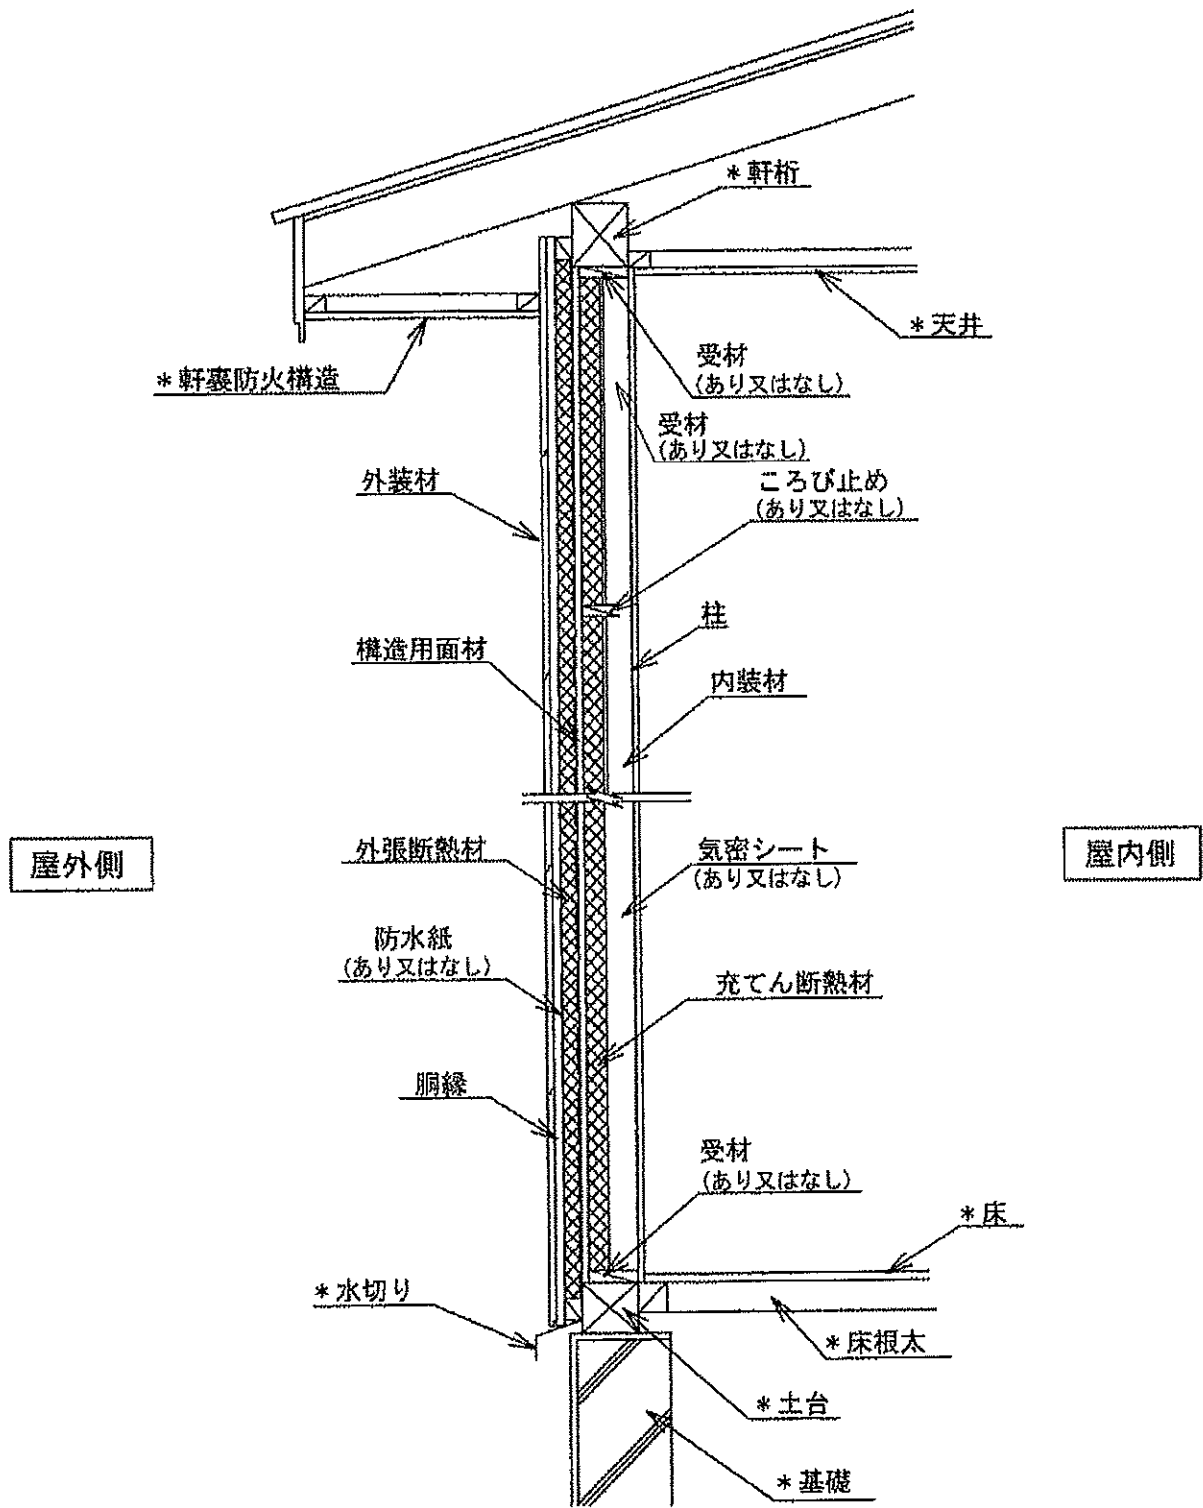 ＊軒桁
＊天井
受材
(あり又はなし)
＊軒裏防火構造
受材
(あり又はなし)
外装材
ころび止め
(あり又はなし)
柱
構造用面材
内装材
屋外側
外張断熱材
気密シート
(あり又はなし)
屋内側
防水紙
(あり又はなし)
充てん断熱材
胴縁
受材
(あり又はなし)
＊床
＊水切り
＊床根太
＊土台
＊基礎